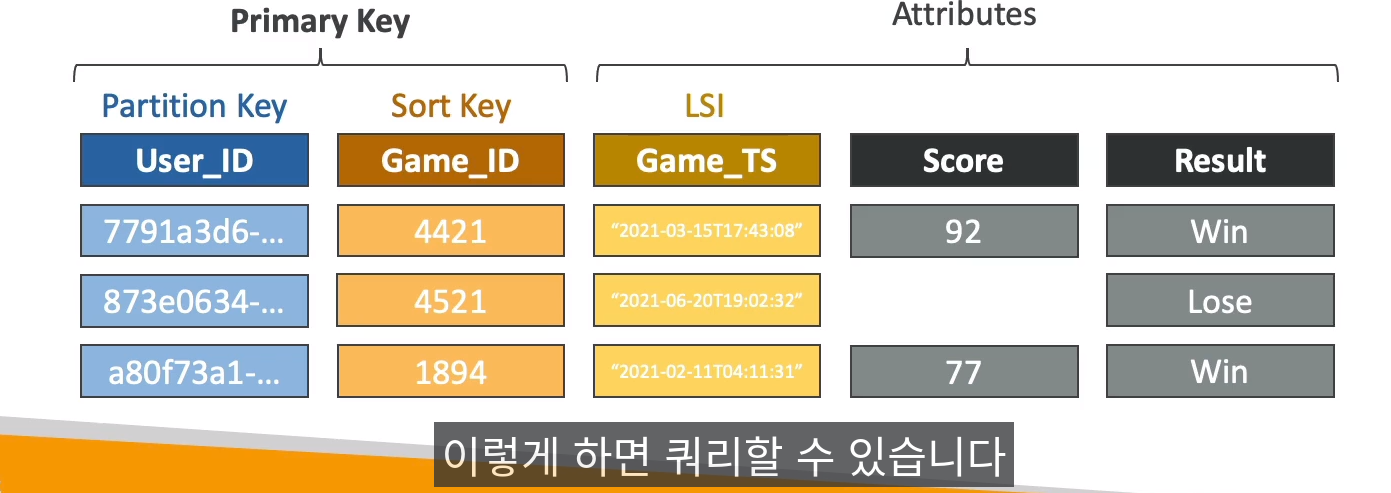 Primary Key
Attributes
Partition Key
Sort Key
LSI
User_ID
Game_ID
Game_TS
Score
Result
7791a3d6-...
4421
"2021-03-15T17:43:08"
92
Win
873e0634-...
4521
"2021-06-20T19:02:32"
Lose
a80f73a1-...
1894
"2021-02-11T04:11:31"
77
Win
이렇게 하면 쿼리할 수 있습니다